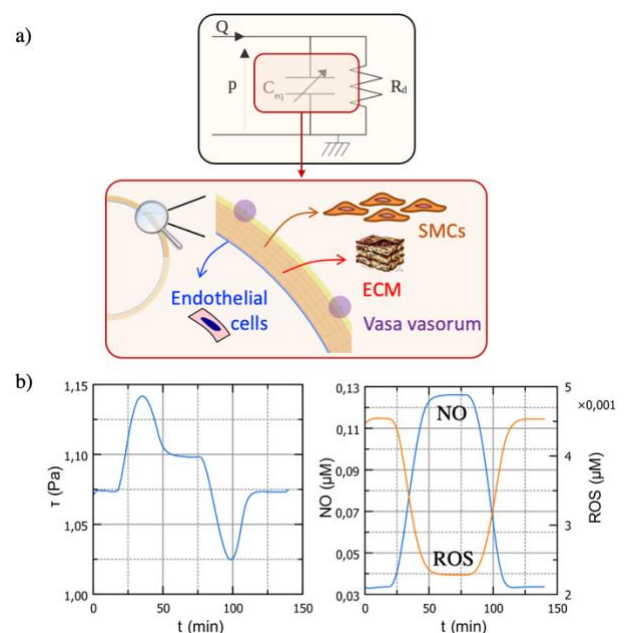 a)
Q
p
C_eq
R_d
SMCs
ECM
Endothelial
cells
Vasa vasorum
b)
1,15
1,10
1,05
1,00
τ (Pa)
0
50
100
150
t (min)
0,13
0,11
0,09
0,07
0,05
0,03
NO (µM)
NO
ROS
5
4
3
2
×0,001
ROS (µM)
0
50
100
150
t (min)